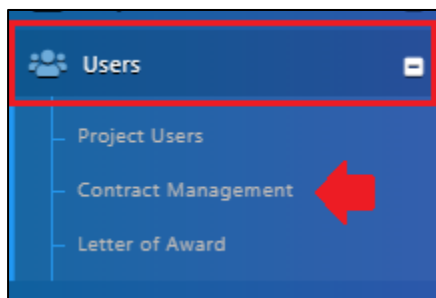 Users
Project Users
Contract Management
Letter of Award